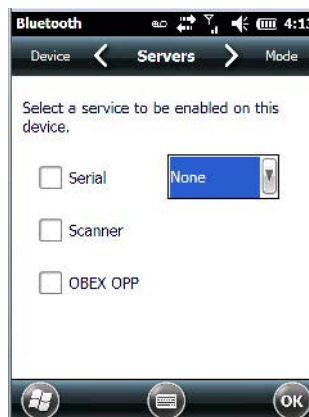 Bluetooth 4:13
Device Servers Mode
Select a service to be enabled on this
device.
Serial None
Scanner
OBEX OPP
OK